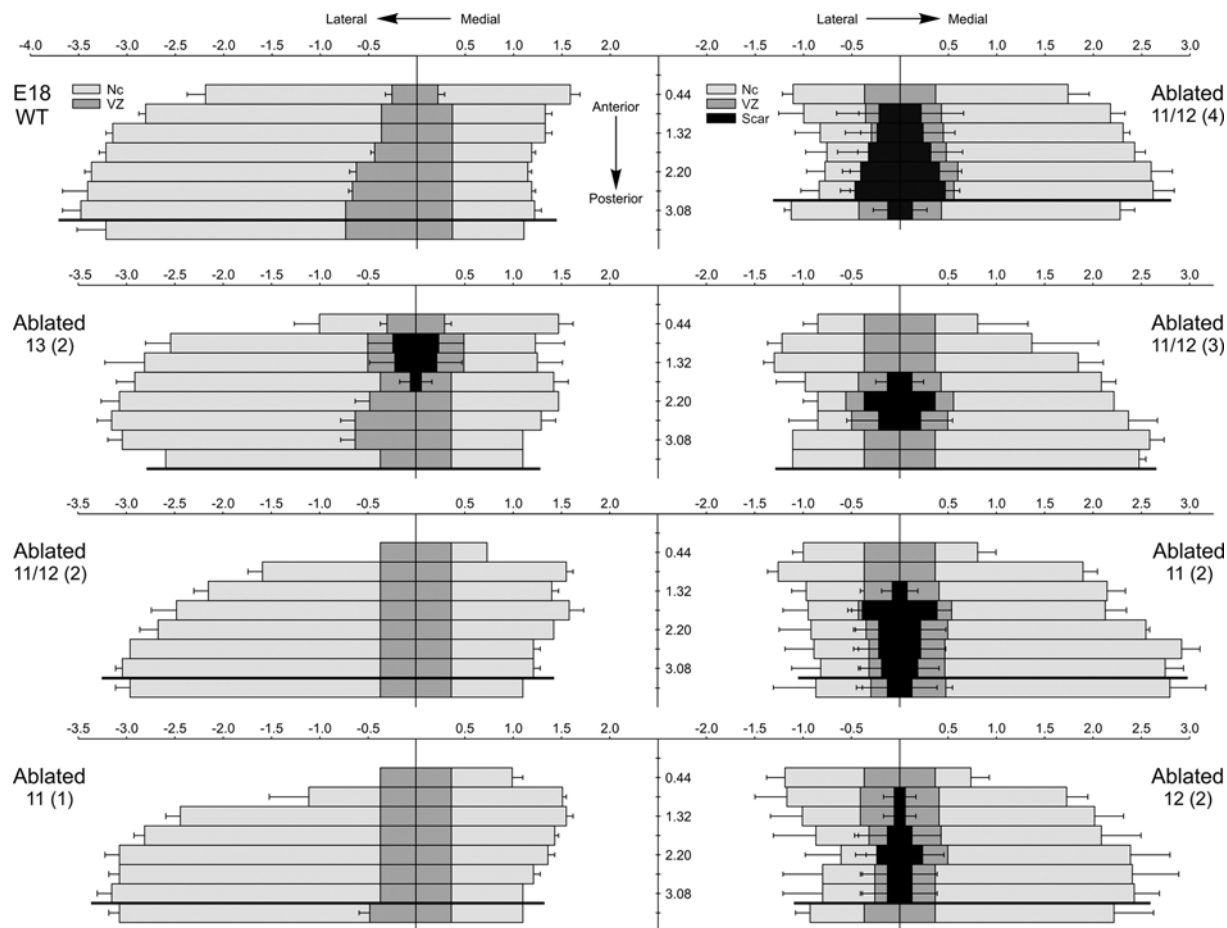 Lateral Medial
Lateral Medial
-4.0 -3.5 -3.0 -2.5 -2.0 -1.5 -1.0 -0.5 0.5 1.0 1.5 2.0
-2.0 -1.5 -1.0 -0.5 0.5 1.0 1.5 2.0 2.5 3.0
E18
WT
Nc
VZ
Anterior
Posterior
0.44
1.32
2.20
3.08
Nc
VZ
Scar
Ablated
11/12 (4)
-3.5 -3.0 -2.5 -2.0 -1.5 -1.0 -0.5 0.5 1.0 1.5 2.0
-2.0 -1.5 -1.0 -0.5 0.5 1.0 1.5 2.0 2.5 3.0
Ablated
13 (2)
0.44
1.32
2.20
3.08
Ablated
11/12 (3)
-3.0 -2.5 -2.0 -1.5 -1.0 -0.5 0.5 1.0 1.5 2.0
-2.0 -1.5 -1.0 -0.5 0.5 1.0 1.5 2.0 2.5 3.0
Ablated
11/12 (2)
0.44
1.32
2.20
3.08
Ablated
11 (2)
-3.5 -3.0 -2.5 -2.0 -1.5 -1.0 -0.5 0.5 1.0 1.5 2.0
-2.0 -1.5 -1.0 -0.5 0.5 1.0 1.5 2.0 2.5 3.0
Ablated
11 (1)
0.44
1.32
2.20
3.08
Ablated
12 (2)